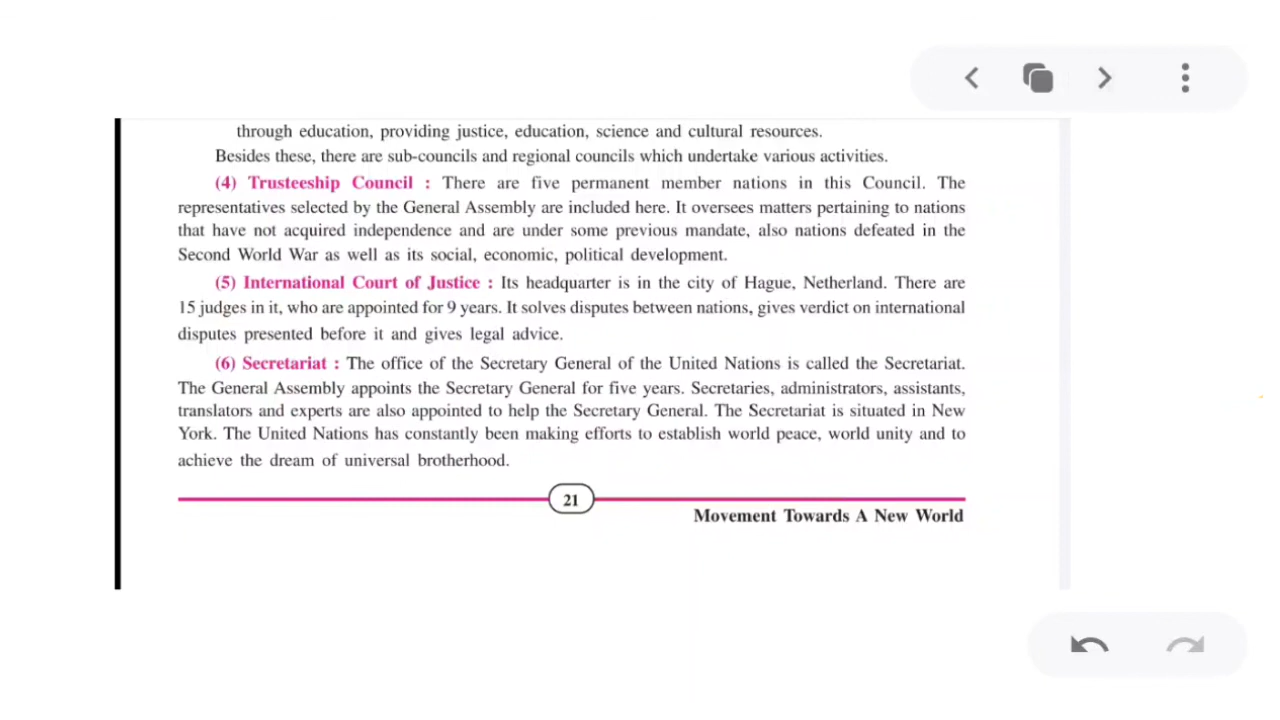 through education, providing justice, education, science and cultural resources.
Besides these, there are sub-councils and regional councils which undertake various activities.
(4) Trusteeship Council : There are five permanent member nations in this Council. The
representatives selected by the General Assembly are included here. It oversees matters pertaining to nations
that have not acquired independence and are under some previous mandate, also nations defeated in the
Second World War as well as its social, economic, political development.
(5) International Court of Justice : Its headquarter is in the city of Hague, Netherland. There are
15 judges in it, who are appointed for 9 years. It solves disputes between nations, gives verdict on international
disputes presented before it and gives legal advice.
(6) Secretariat : The office of the Secretary General of the United Nations is called the Secretariat.
The General Assembly appoints the Secretary General for five years. Secretaries, administrators, assistants,
translators and experts are also appointed to help the Secretary General. The Secretariat is situated in New
York. The United Nations has constantly been making efforts to establish world peace, world unity and to
achieve the dream of universal brotherhood.
21
Movement Towards A New World